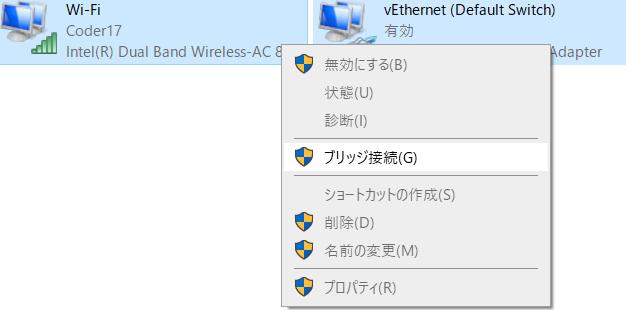 Wi-Fi
Coder17
Intel(R) Dual Band Wireless-AC 8
vEthernet (Default Switch)
有効
Adapter
無効にする(B)
状態(U)
診断(I)
ブリッジ接続(G)
ショートカットの作成(S)
削除(D)
名前の変更(M)
プロパティ(R)